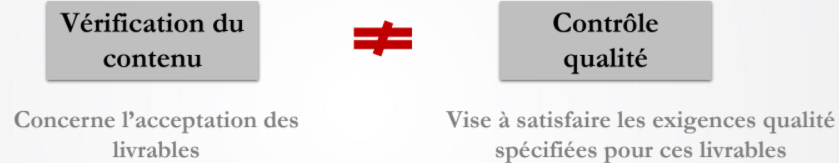 Vérification du
contenu
≠
Contrôle
qualité
Concerne l'acceptation des
livrables
Vise à satisfaire les exigences qualité
spécifiées pour ces livrables